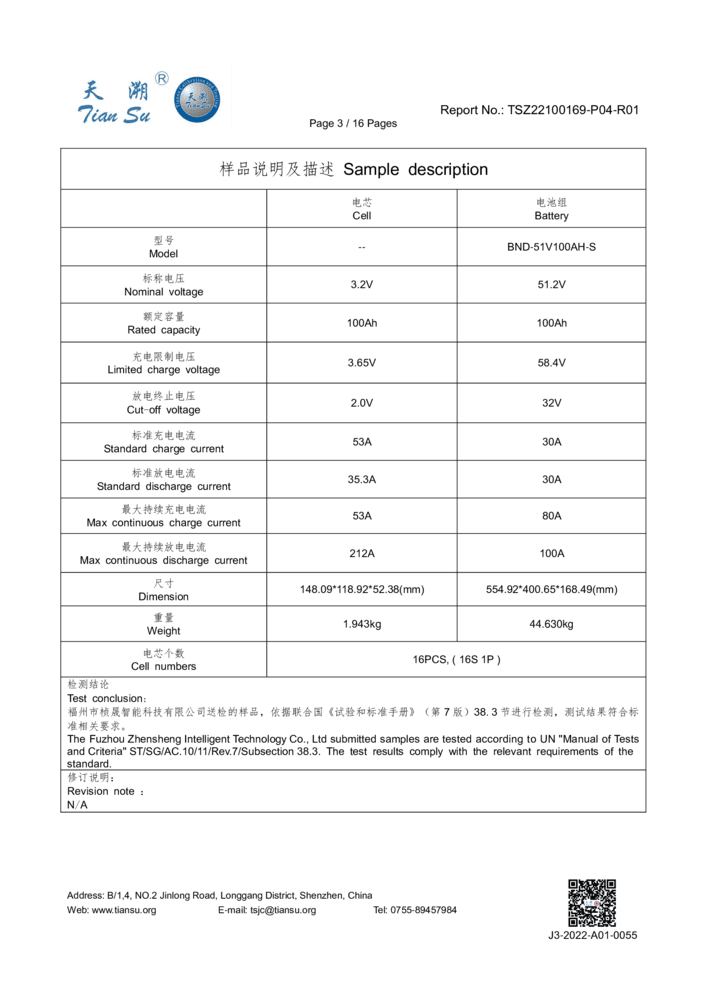 天 溯®
Tian Su
天溯
Page 3 / 16 Pages
Report No.: TSZ22100169-P04-R01
样品说明及描述 Sample description
电芯
Cell
电池组
Battery
型号
Model
--
BND-51V100AH-S
标称电压
Nominal voltage
3.2V
51.2V
额定容量
Rated capacity
100Ah
100Ah
充电限制电压
Limited charge voltage
3.65V
58.4V
放电终止电压
Cut-off voltage
2.0V
32V
标准充电电流
Standard charge current
53A
30A
标准放电电流
Standard discharge current
35.3A
30A
最大持续充电电流
Max continuous charge current
53A
80A
最大持续放电电流
Max continuous discharge current
212A
100A
尺寸
Dimension
148.09*118.92*52.38(mm)
554.92*400.65*168.49(mm)
重量
Weight
1.943kg
44.630kg
电芯个数
Cell numbers
16PCS, ( 16S 1P )
检测结论
Test conclusion:
福州市桢晟智能科技有限公司送检的样品，依据联合国《试验和标准手册》（第 7 版）38.3 节进行检测，测试结果符合标
准相关要求。
The Fuzhou Zhensheng Intelligent Technology Co., Ltd submitted samples are tested according to UN "Manual of Tests
and Criteria" ST/SG/AC.10/11/Rev.7/Subsection 38.3. The test results comply with the relevant requirements of the
standard.
修订说明：
Revision note ：
N/A
Address: B/1,4, NO.2 Jinlong Road, Longgang District, Shenzhen, China
Web: www.tiansu.org E-mail: tsjc@tiansu.org Tel: 0755-89457984
J3-2022-A01-0055